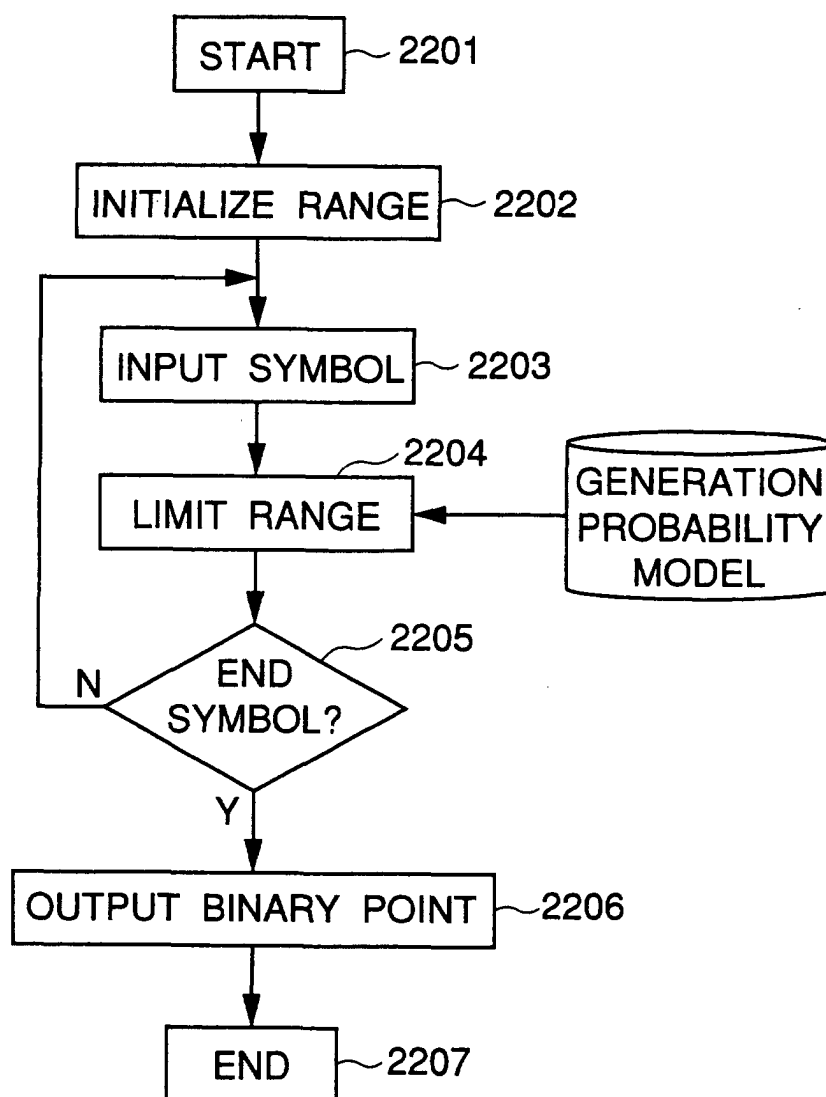 START 2201
INITIALIZE RANGE 2202
INPUT SYMBOL 2203
2204
LIMIT RANGE
GENERATION
PROBABILITY
MODEL
2205
N
END
SYMBOL?
Y
OUTPUT BINARY POINT 2206
END 2207